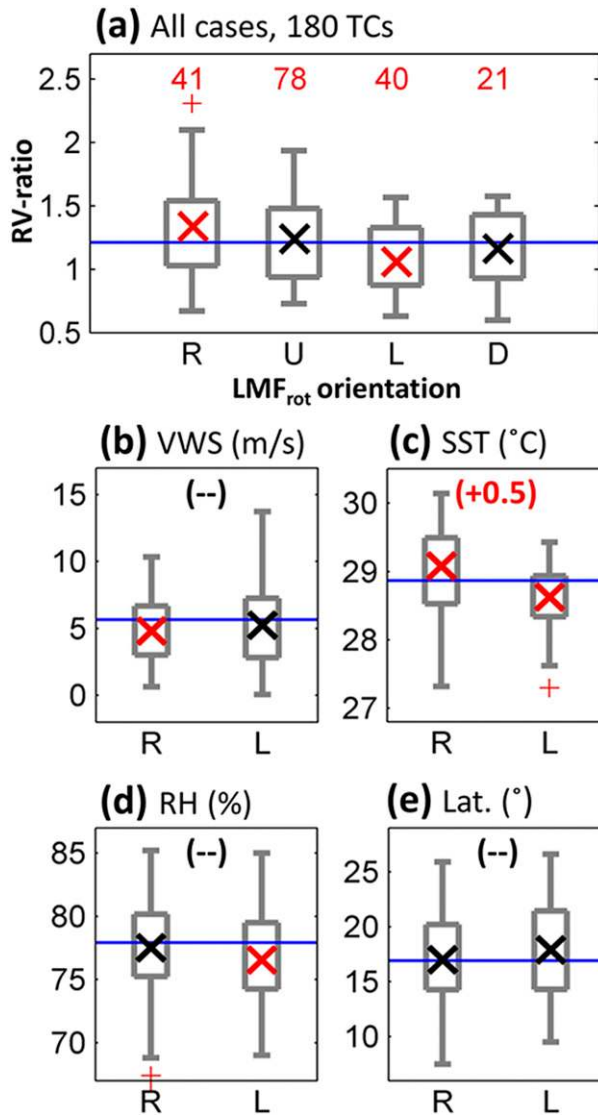 (a) All cases, 180 TCs
41 78 40 21
2.5
2
1.5
1
0.5
RV-ratio
R U L D
LMFrot orientation
(b) VWS (m/s)
(--)
15
10
5
0
R L
(c) SST (˚C)
(+0.5)
30
29
28
27
R L
(d) RH (%)
(--)
85
80
75
70
R L
(e) Lat. (˚)
(--)
25
20
15
10
R L